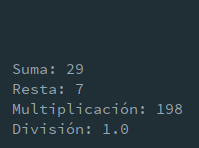 Suma: 29
Resta: 7
Multiplicación: 198
División: 1.0